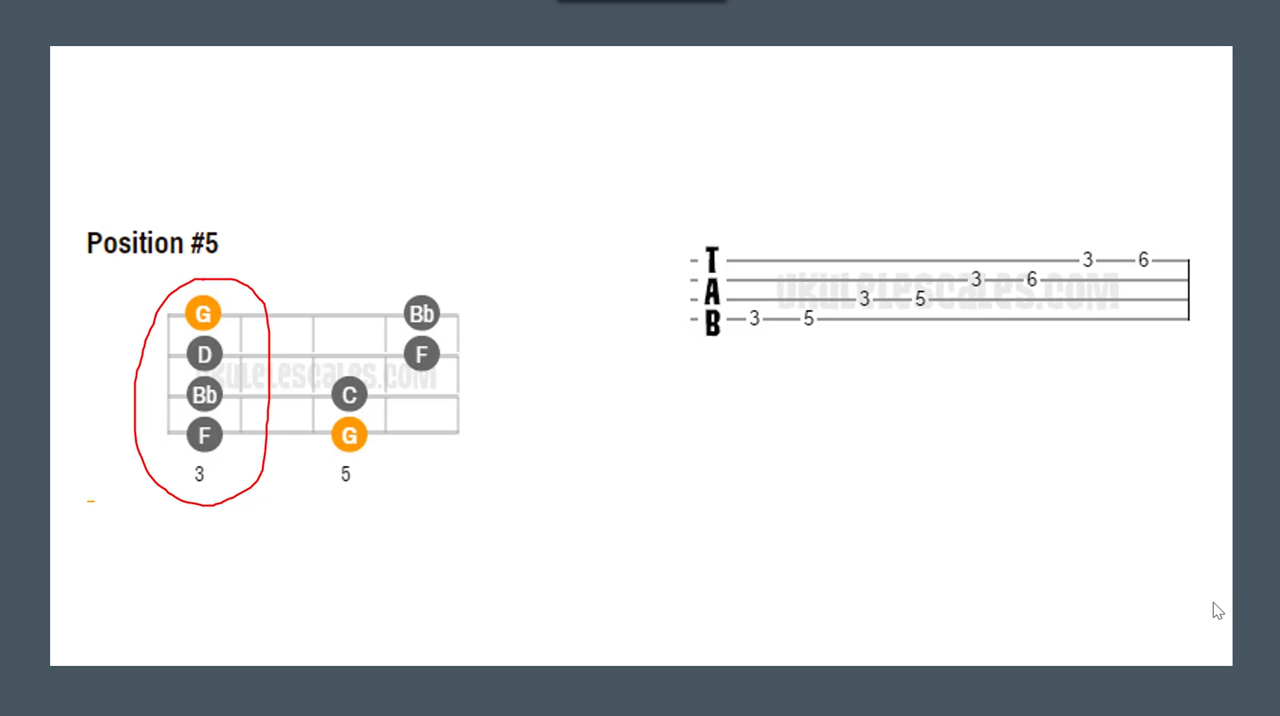 Position #5
G Bb
D F
Bb C
F G
3 5
ukulelescales.com
T 3 6
A 3 6
3 5
B 3 5
ukulelescales.com